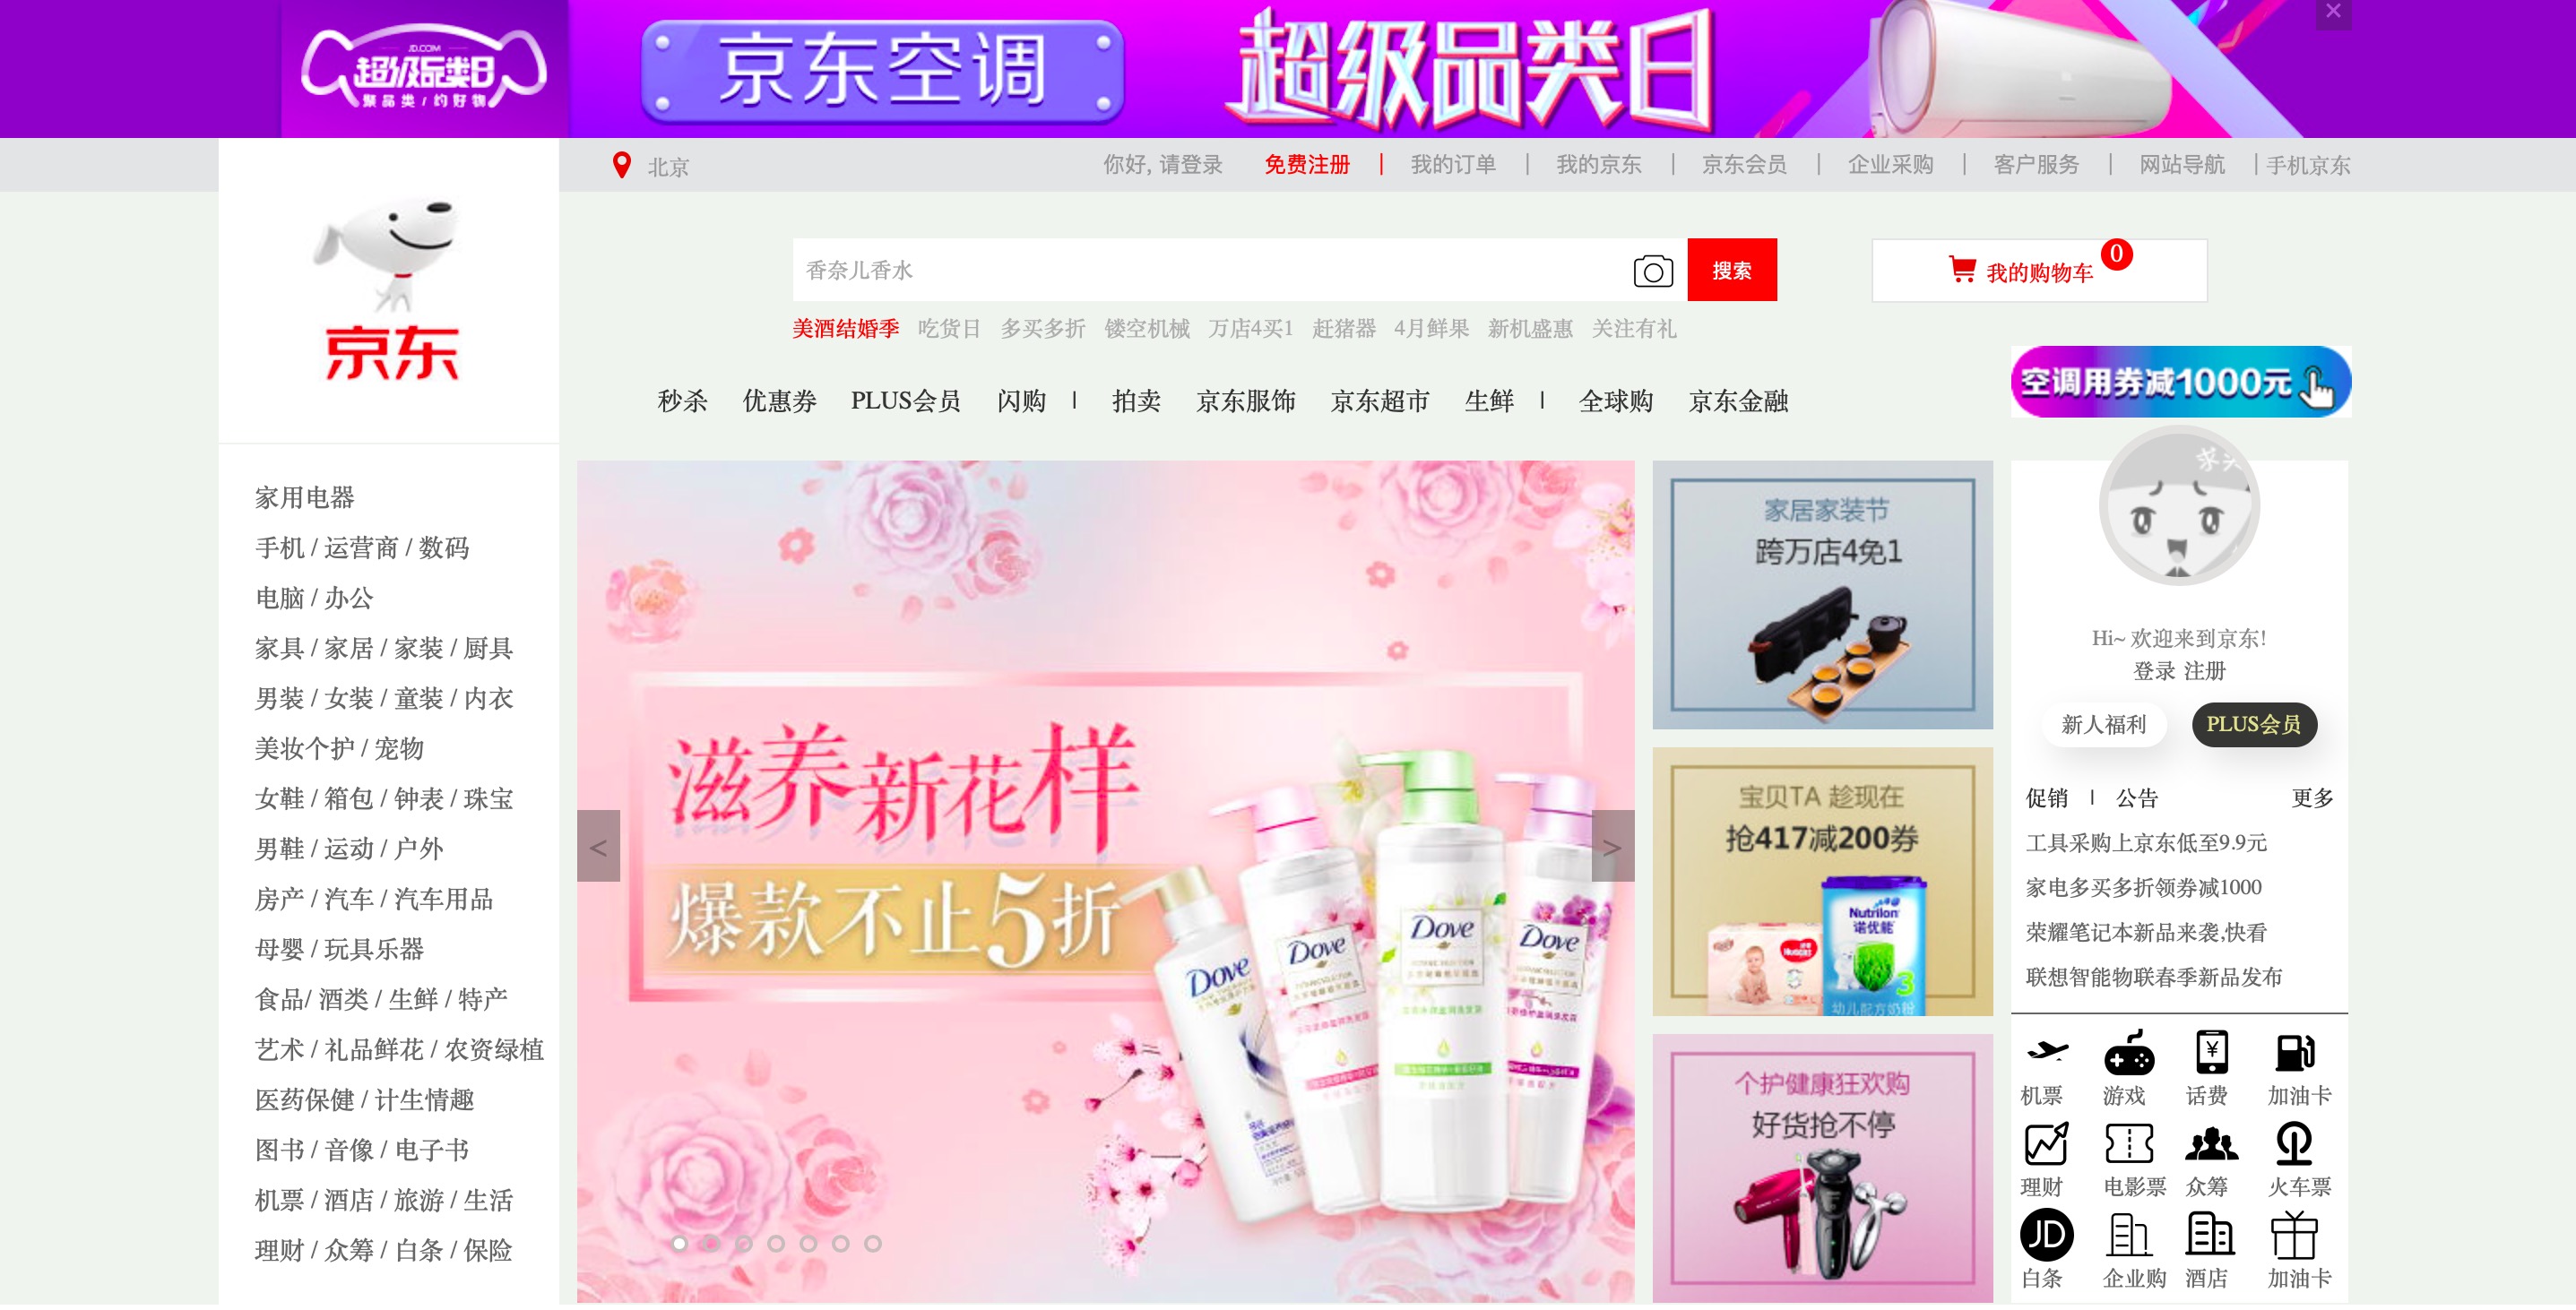 JD.COM
超级品类日
聚品类 / 约好物
京东空调
超级品类日
×
北京
你好, 请登录 免费注册 | 我的订单 | 我的京东 | 京东会员 | 企业采购 | 客户服务 | 网站导航 | 手机京东
京东
香奈儿香水
搜索
我的购物车 0
美酒结婚季 吃货日 多买多折 镂空机械 万店4买1 赶猪器 4月鲜果 新机盛惠 关注有礼
秒杀 优惠券 PLUS会员 闪购 | 拍卖 京东服饰 京东超市 生鲜 | 全球购 京东金融
空调用券减1000元
家用电器
手机 / 运营商 / 数码
电脑 / 办公
家具 / 家居 / 家装 / 厨具
男装 / 女装 / 童装 / 内衣
美妆个护 / 宠物
女鞋 / 箱包 / 钟表 / 珠宝
男鞋 / 运动 / 户外
房产 / 汽车 / 汽车用品
母婴 / 玩具乐器
食品/ 酒类 / 生鲜 / 特产
艺术 / 礼品鲜花 / 农资绿植
医药保健 / 计生情趣
图书 / 音像 / 电子书
机票 / 酒店 / 旅游 / 生活
理财 / 众筹 / 白条 / 保险
滋养新花样
爆款不止5折
<
>
Dove
Dove
Dove
Dove
家居家装节
跨万店4免1
宝贝TA 趁现在
抢417减200券
Nutrilon
诺优能
3
幼儿配方奶粉
HUGGIES
个护健康狂欢购
好货抢不停
求关
Hi~ 欢迎来到京东!
登录 注册
新人福利 PLUS会员
促销 | 公告 更多
工具采购上京东低至9.9元
家电多买多折领券减1000
荣耀笔记本新品来袭,快看
联想智能物联春季新品发布
¥
机票 游戏 话费 加油卡
理财 电影票 众筹 火车票
JD
白条 企业购 酒店 加油卡